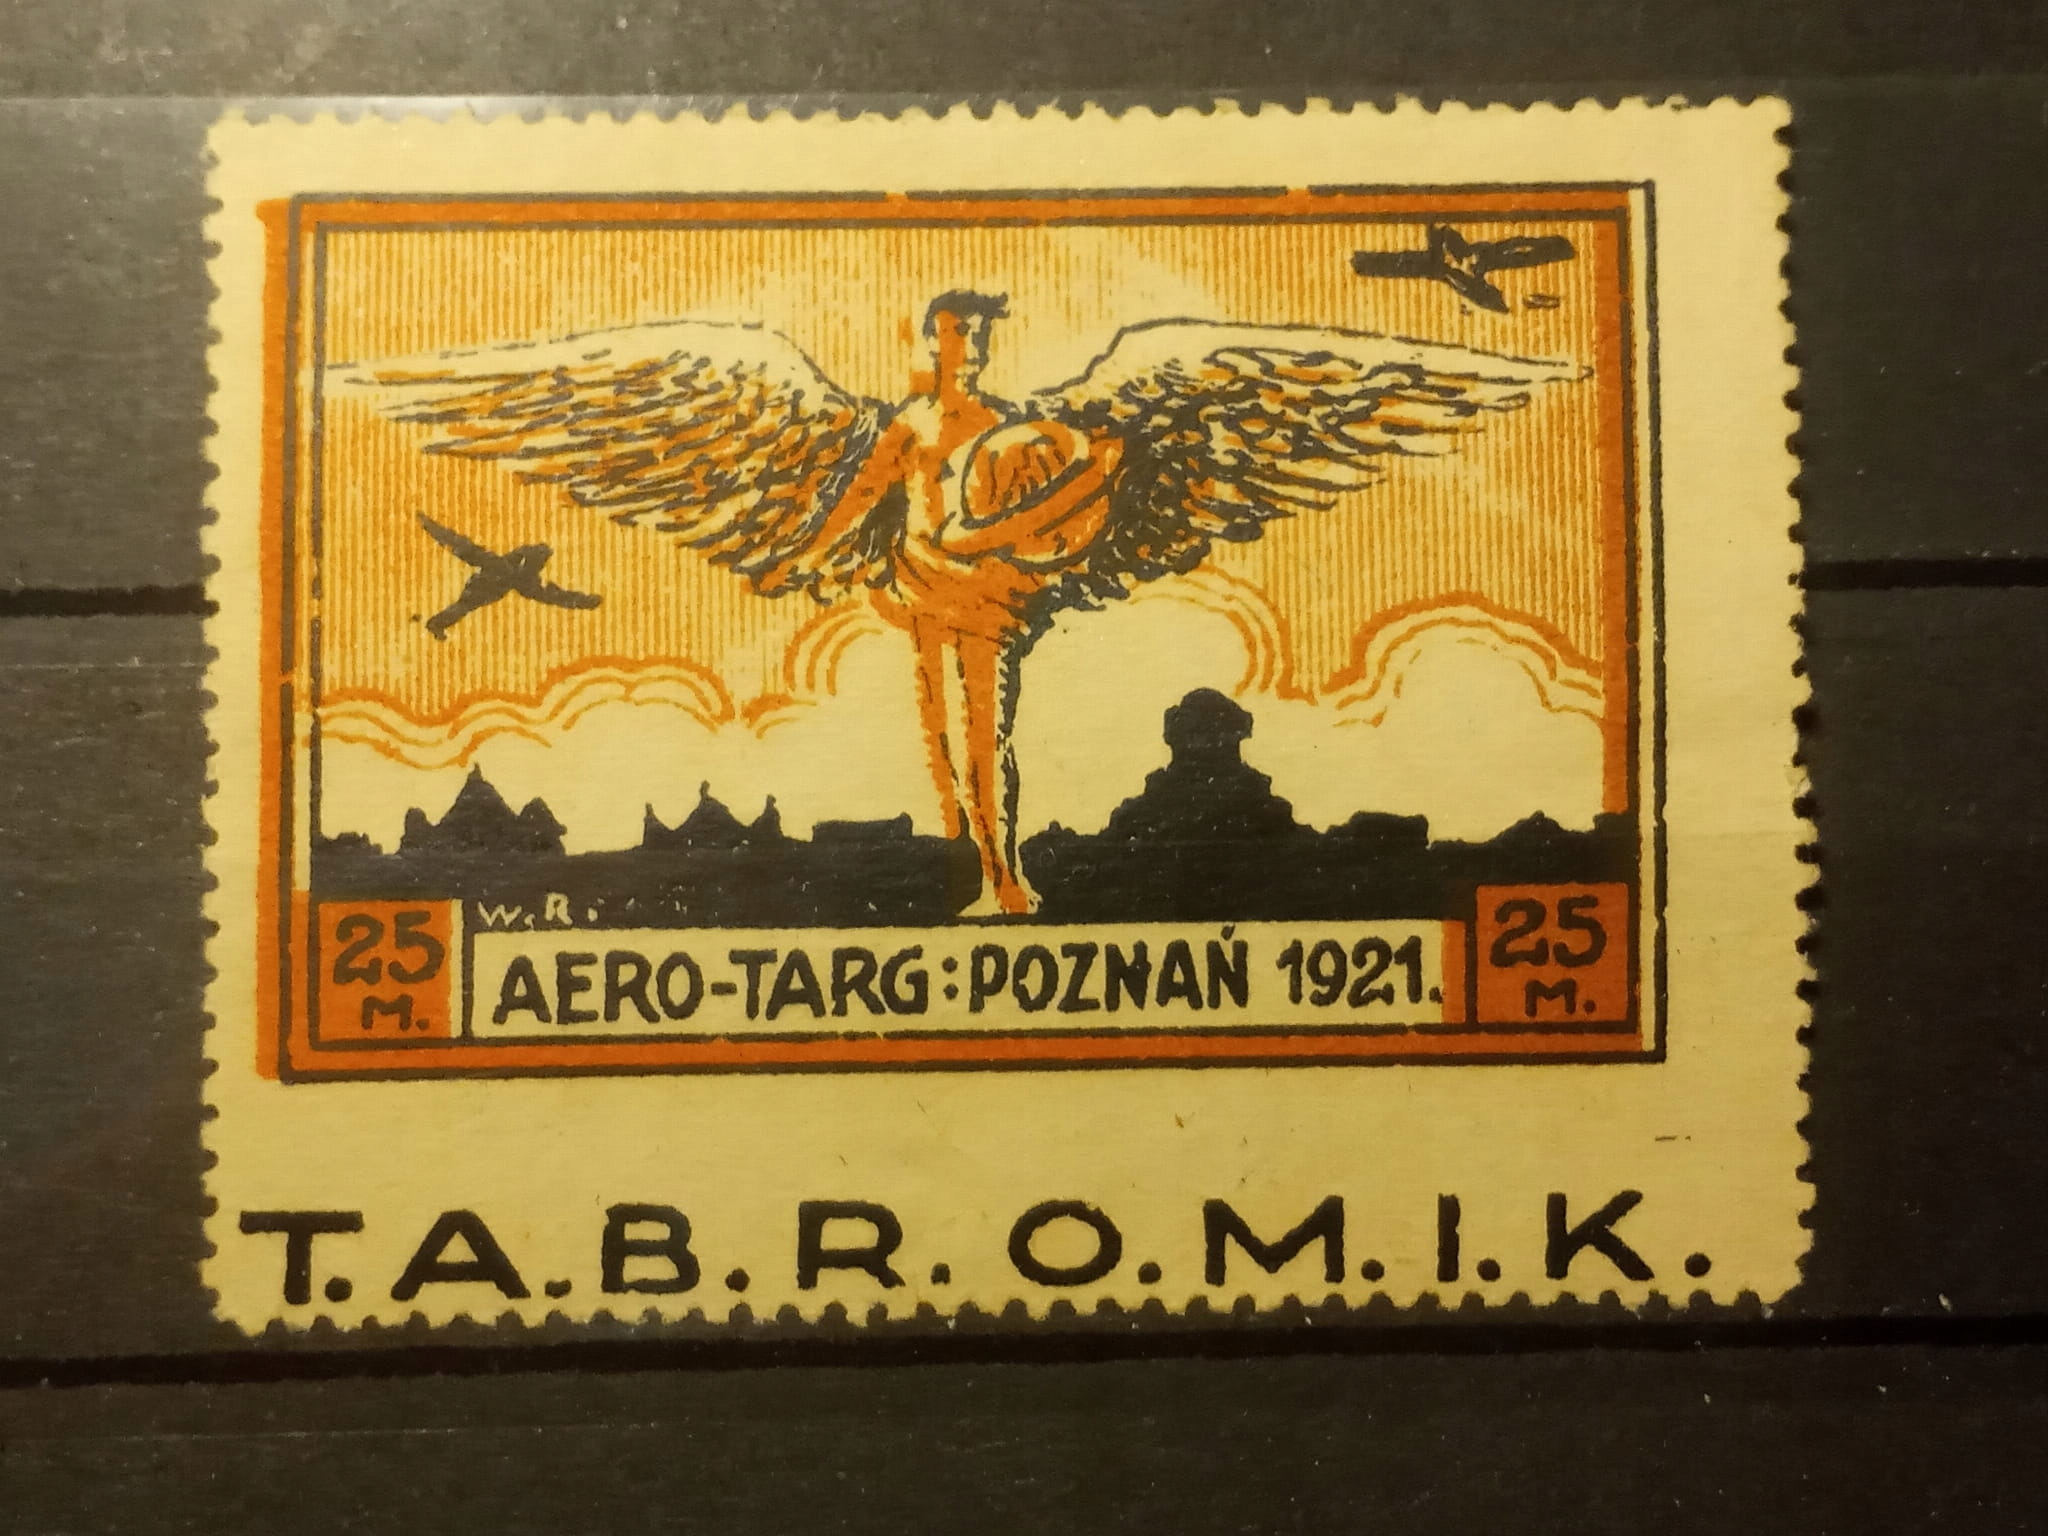 W.R.
25 M.
AERO-TARG:POZNAŃ 1921.
25 M.
T.A.B.R.O.M.I.K.